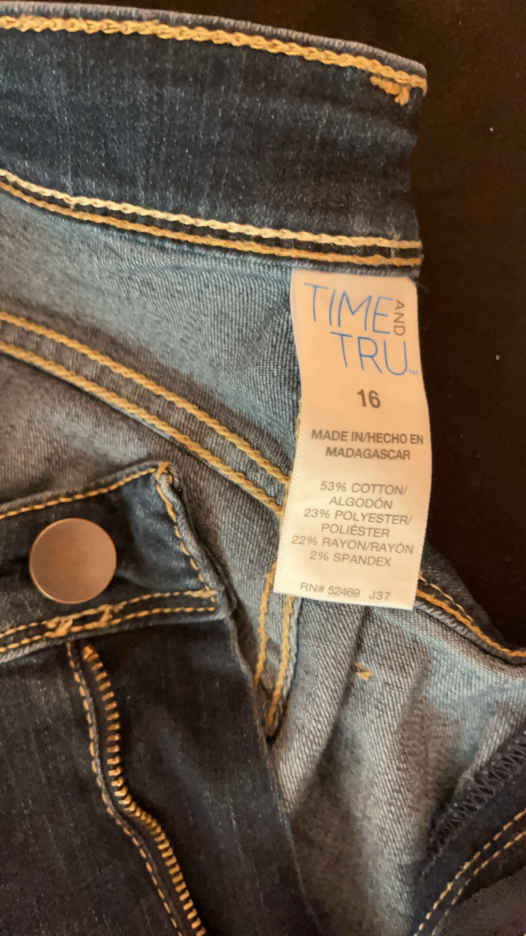 TIME AND
TRU™
16
MADE IN/HECHO EN
MADAGASCAR
53% COTTON/
ALGODÓN
23% POLYESTER/
POLIÉSTER
22% RAYON/RAYÓN
2% SPANDEX
RN# 52469 J37